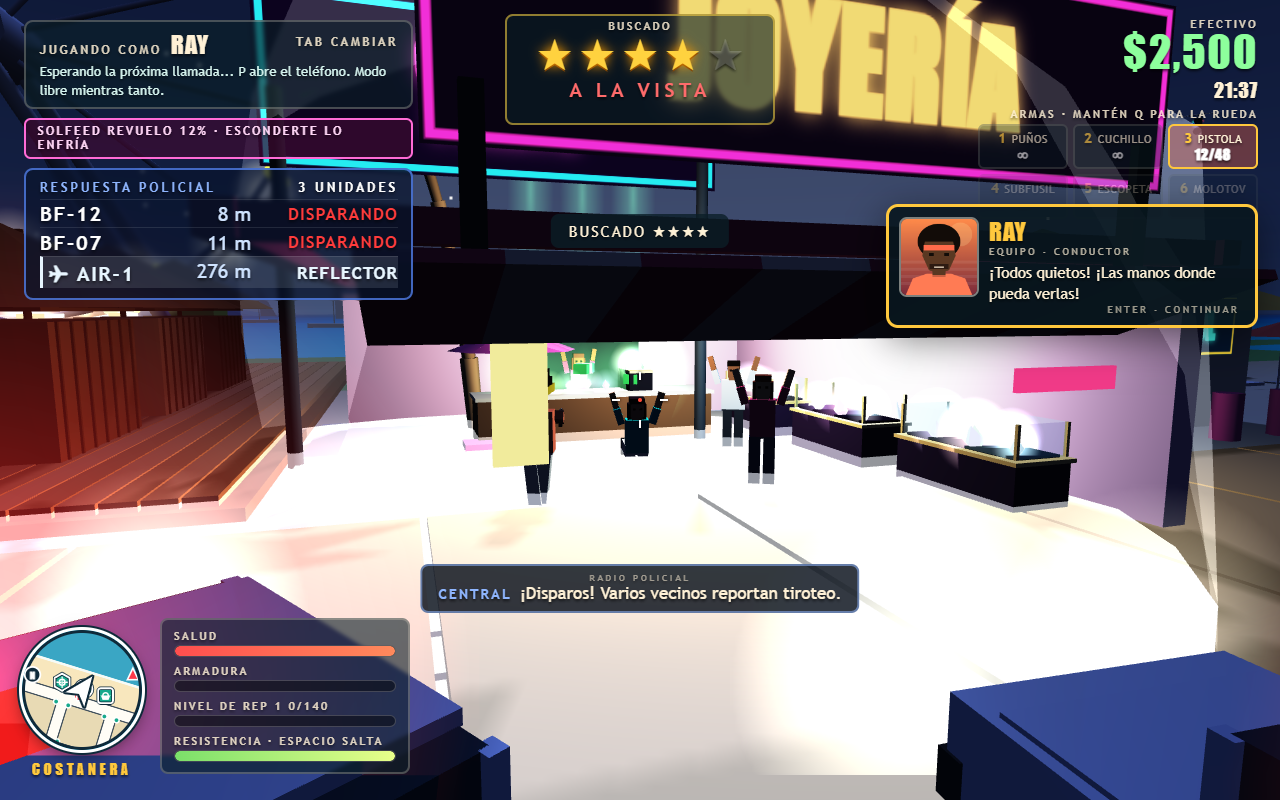 JUGANDO COMO RAY TAB CAMBIAR
Esperando la próxima llamada... P abre el teléfono. Modo
libre mientras tanto.
SOLFEED REVUELO 12% · ESCONDERTE LO
ENFRÍA
RESPUESTA POLICIAL 3 UNIDADES
BF-12 8 m DISPARANDO
BF-07 11 m DISPARANDO
AIR-1 276 m REFLECTOR
BUSCADO
A LA VISTA
JOYERÍA
BUSCADO ★★★★
EFECTIVO
$2,500
21:37
ARMAS · MANTÉN Q PARA LA RUEDA
1 PUÑOS ∞
2 CUCHILLO ∞
3 PISTOLA 12/48
4 SUBFUSIL
5 ESCOPETA
6 MOLOTOV
RAY
EQUIPO · CONDUCTOR
¡Todos quietos! ¡Las manos donde
pueda verlas!
ENTER · CONTINUAR
RADIO POLICIAL
CENTRAL ¡Disparos! Varios vecinos reportan tiroteo.
SALUD
ARMADURA
NIVEL DE REP 1 0/140
RESISTENCIA · ESPACIO SALTA
COSTANERA